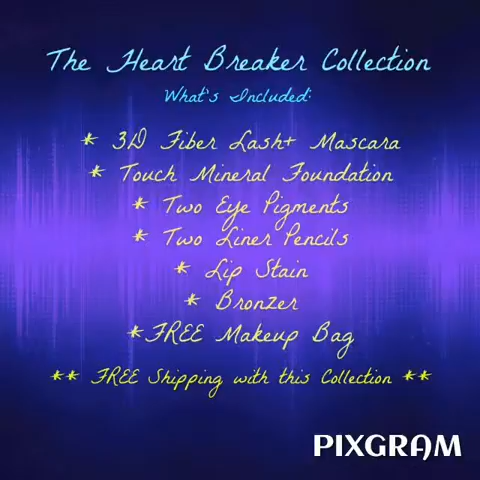 The Heart Breaker Collection
What's Included:
* 3D Fiber Lash+ Mascara
* Touch Mineral Foundation
* Two Eye Pigments
* Two Liner Pencils
* Lip Stain
* Bronzer
*FREE Makeup Bag
** FREE Shipping with this Collection **
PIXGRAM